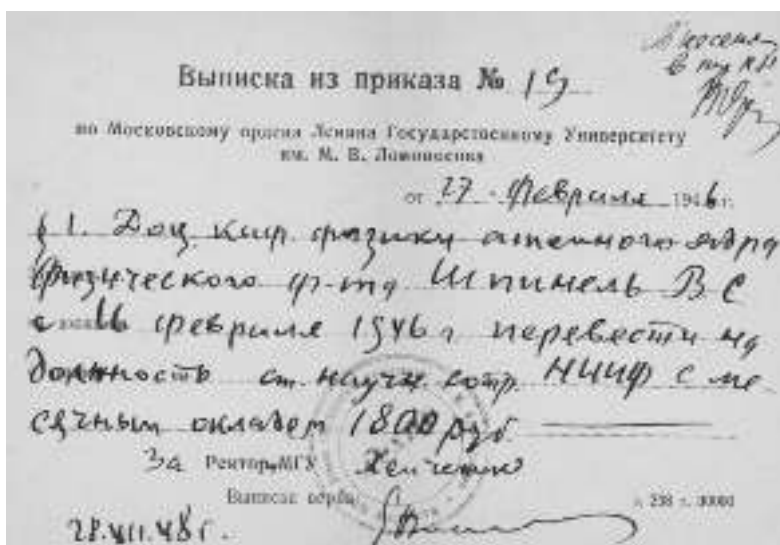 Выписка из приказа № 19
по Московскому ордена Ленина Государственному Университету
им. М. В. Ломоносова
от 27 февраля 1946 г.
§ 1. Доц. каф. физики атомного ядра
физического ф-та Шпинель В С
с 16 февраля 1946 г перевести на
должность ст. научн. сотр. НИИФ с ме
сячным окладом 1800 руб
За Ректор МГУ
Выписка верна
28.VII.48 г.